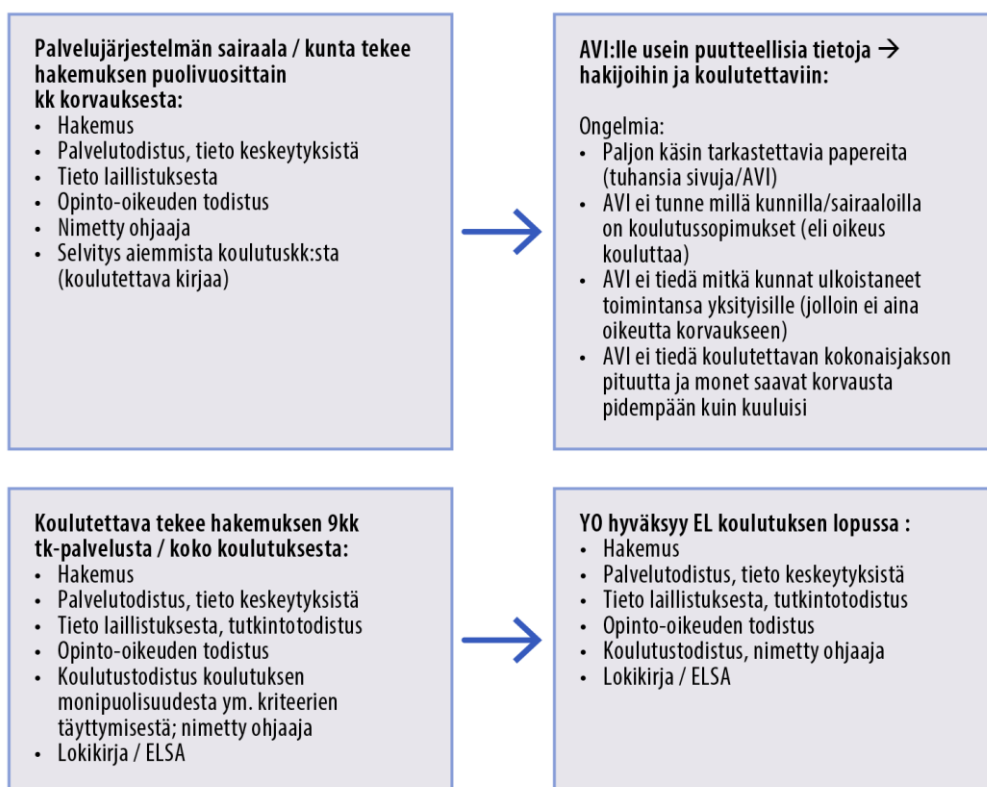 Palvelujärjestelmän sairaala / kunta tekee
hakemuksen puolivuosittain
kk korvauksesta:
• Hakemus
• Palvelutodistus, tieto keskeytyksistä
• Tieto laillistuksesta
• Opinto-oikeuden todistus
• Nimetty ohjaaja
• Selvitys aiemmista koulutuskk:sta
(koulutettava kirjaa)
AVI:lle usein puutteellisia tietoja →
hakijoihin ja koulutettaviin:
Ongelmia:
• Paljon käsin tarkastettavia papereita
(tuhansia sivuja/AVI)
• AVI ei tunne millä kunnilla/sairaaloilla
on koulutussopimukset (eli oikeus
kouluttaa)
• AVI ei tiedä mitkä kunnat ulkoistaneet
toimintansa yksityisille (jolloin ei aina
oikeutta korvaukseen)
• AVI ei tiedä koulutettavan kokonaisjakson
pituutta ja monet saavat korvausta
pidempään kuin kuuluisi
Koulutettava tekee hakemuksen 9kk
tk-palvelusta / koko koulutuksesta:
• Hakemus
• Palvelutodistus, tieto keskeytyksistä
• Tieto laillistuksesta, tutkintotodistus
• Opinto-oikeuden todistus
• Koulutustodistus koulutuksen
monipuolisuudesta ym. kriteerien
täyttymisestä; nimetty ohjaaja
• Lokikirja / ELSA
YO hyväksyy EL koulutuksen lopussa :
• Hakemus
• Palvelutodistus, tieto keskeytyksistä
• Tieto laillistuksesta, tutkintotodistus
• Opinto-oikeuden todistus
• Koulutustodistus, nimetty ohjaaja
• Lokikirja / ELSA